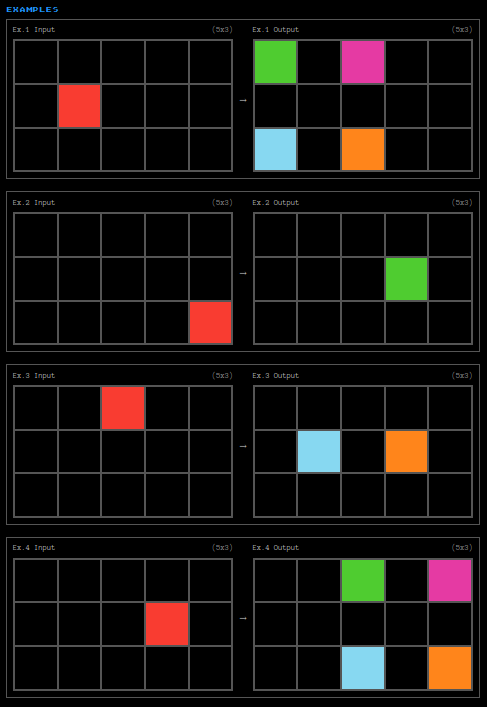 EXAMPLES
Ex.1 Input (5x3) Ex.1 Output (5x3)
→
Ex.2 Input (5x3) Ex.2 Output (5x3)
→
Ex.3 Input (5x3) Ex.3 Output (5x3)
→
Ex.4 Input (5x3) Ex.4 Output (5x3)
→